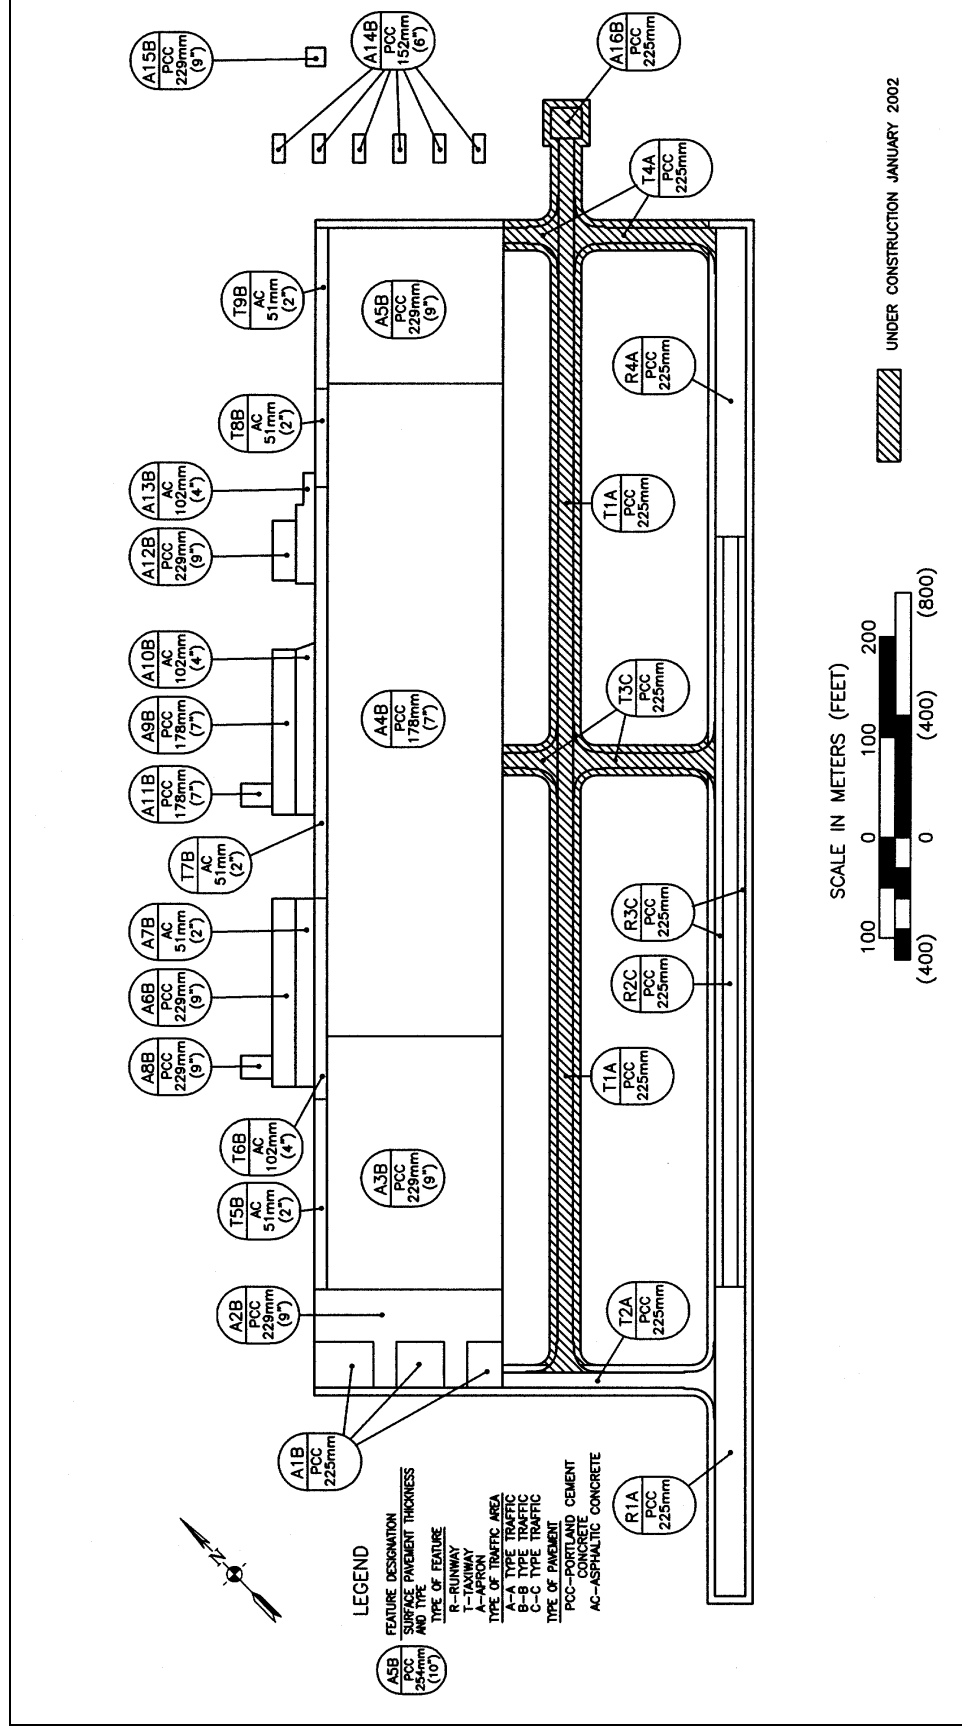 A15B
PCC
229mm
(9")
A14B
PCC
152mm
(6")
A16B
PCC
225mm
T4A
PCC
225mm
UNDER CONSTRUCTION JANUARY 2002
T9B
AC
51mm
(2")
A5B
PCC
229mm
(9")
R4A
PCC
225mm
T8B
AC
51mm
(2")
A13B
AC
102mm
(4")
A12B
PCC
229mm
(9")
T1A
PCC
225mm
A10B
AC
102mm
(4")
A9B
PCC
178mm
(7")
A11B
PCC
178mm
(7")
A4B
PCC
178mm
(7")
T3C
PCC
225mm
T7B
AC
51mm
(2")
A7B
AC
51mm
(2")
A6B
PCC
229mm
(9")
A8B
PCC
229mm
(9")
R3C
PCC
225mm
R2C
PCC
225mm
T1A
PCC
225mm
T6B
AC
102mm
(4")
T5B
AC
51mm
(2")
A3B
PCC
229mm
(9")
A2B
PCC
229mm
(9")
T2A
PCC
225mm
A1B
PCC
225mm
R1A
PCC
225mm
SCALE IN METERS (FEET)
100 0 100 200
(400) 0 (400) (800)
N
LEGEND
A5B
PCC
254mm
(10")
FEATURE DESIGNATION
SURFACE PAVEMENT THICKNESS
AND TYPE
TYPE OF FEATURE
R-RUNWAY
T-TAXIWAY
A-APRON
TYPE OF TRAFFIC AREA
A-A TYPE TRAFFIC
B-B TYPE TRAFFIC
C-C TYPE TRAFFIC
TYPE OF PAVEMENT
PCC-PORTLAND CEMENT
CONCRETE
AC-ASPHALTIC CONCRETE